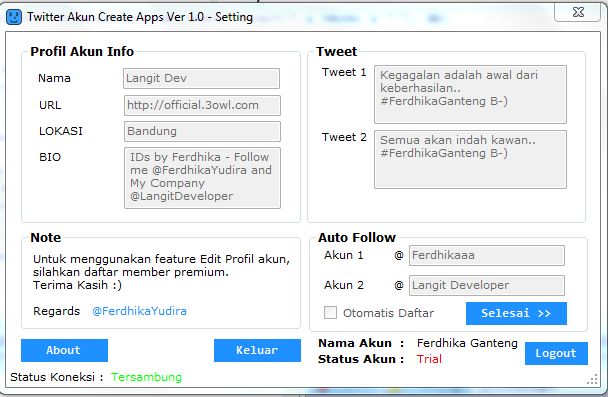 Twitter Akun Create Apps Ver 1.0 - Setting
Profil Akun Info
Nama
Langit Dev
URL
http://official.3owl.com
LOKASI
Bandung
BIO
IDs by Ferdhika - Follow
me @FerdhikaYudira and
My Company
@LangitDeveloper
Tweet
Tweet 1
Kegagalan adalah awal dari
keberhasilan..
#FerdhikaGanteng B-)
Tweet 2
Semua akan indah kawan..
#FerdhikaGanteng B-)
Note
Untuk menggunakan feature Edit Profil akun,
silahkan daftar member premium.
Terima Kasih :)
Regards @FerdhikaYudira
Auto Follow
Akun 1 @ Ferdhikaaa
Akun 2 @ Langit Developer
Otomatis Daftar
Selesai >>
About
Keluar
Nama Akun : Ferdhika Ganteng
Status Akun : Trial
Logout
Status Koneksi : Tersambung